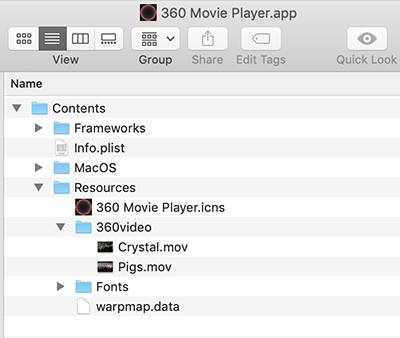 360 Movie Player.app
View Group Share Edit Tags Quick Look
Name
Contents
Frameworks
Info.plist
MacOS
Resources
360 Movie Player.icns
360video
Crystal.mov
Pigs.mov
Fonts
warpmap.data